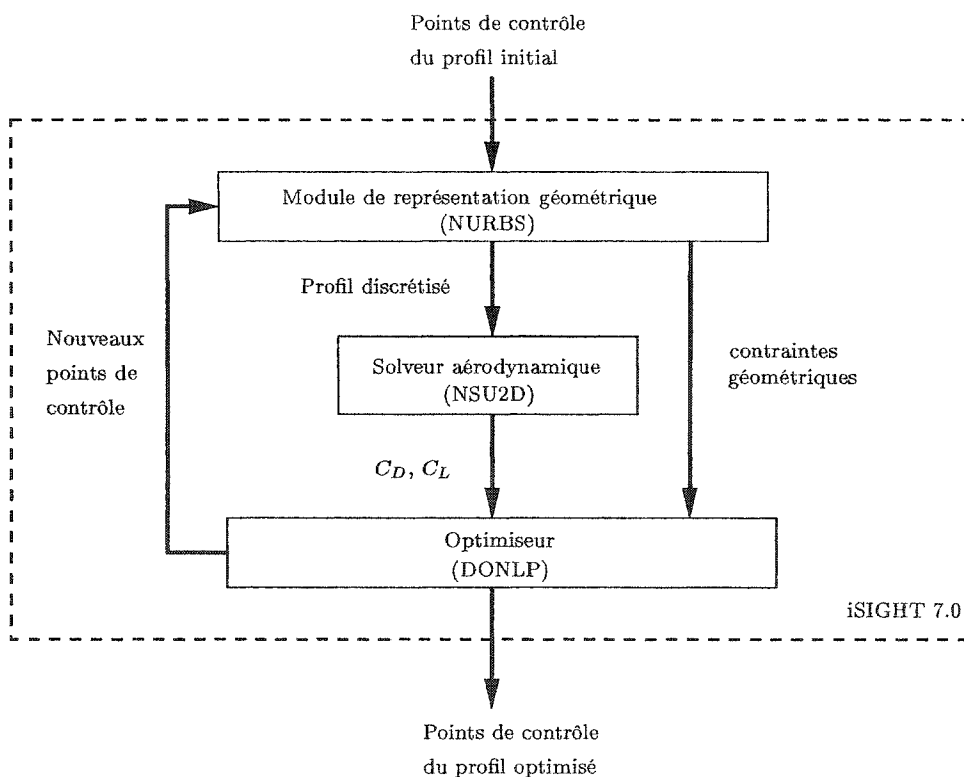 Points de contrôle
du profil initial
Module de représentation géométrique
(NURBS)
Profil discrétisé
Nouveaux
points de
contrôle
Solveur aérodynamique
(NSU2D)
contraintes
géométriques
C_D, C_L
Optimiseur
(DONLP)
iSIGHT 7.0
Points de contrôle
du profil optimisé